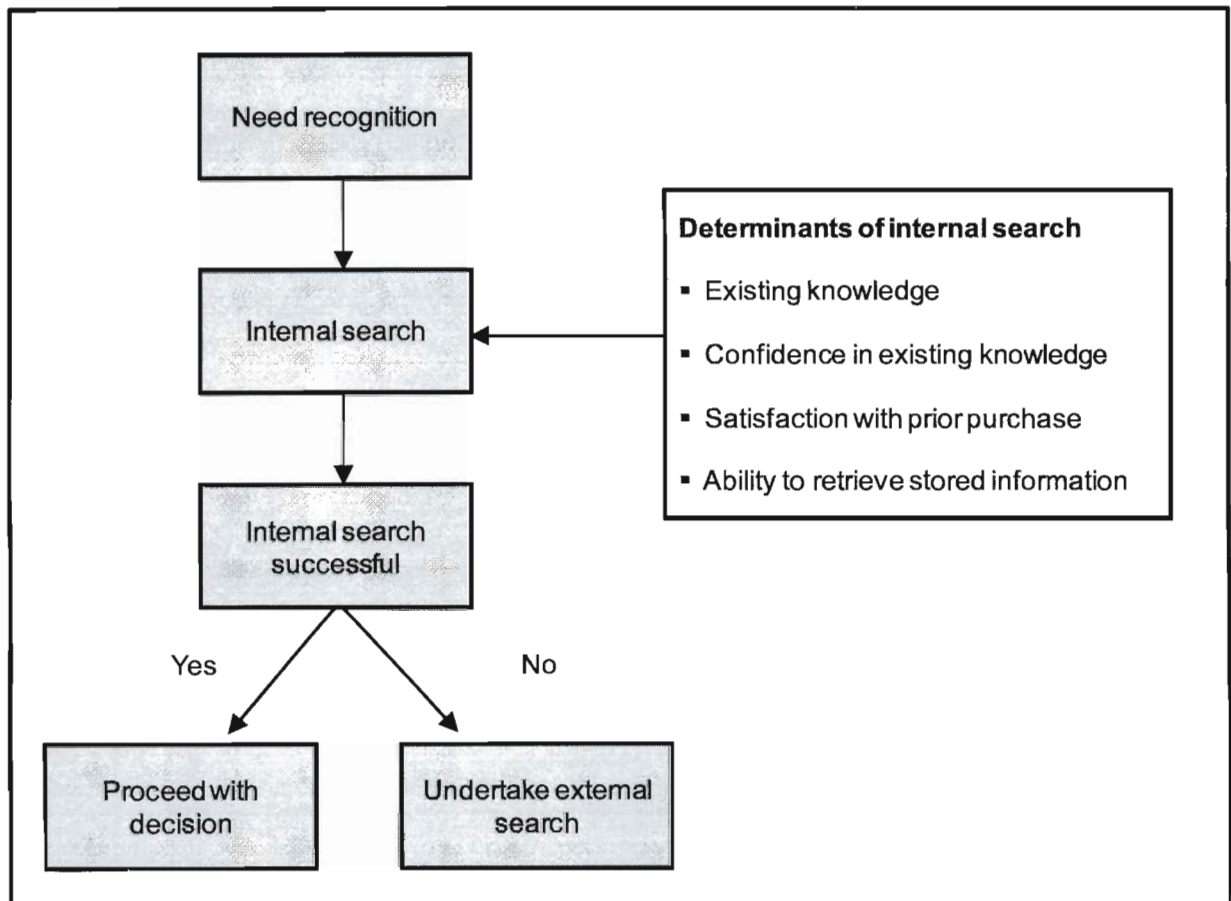 Need recognition
Internal search
Determinants of internal search
▪ Existing knowledge
▪ Confidence in existing knowledge
▪ Satisfaction with prior purchase
▪ Ability to retrieve stored information
Internal search
successful
Yes
No
Proceed with
decision
Undertake external
search